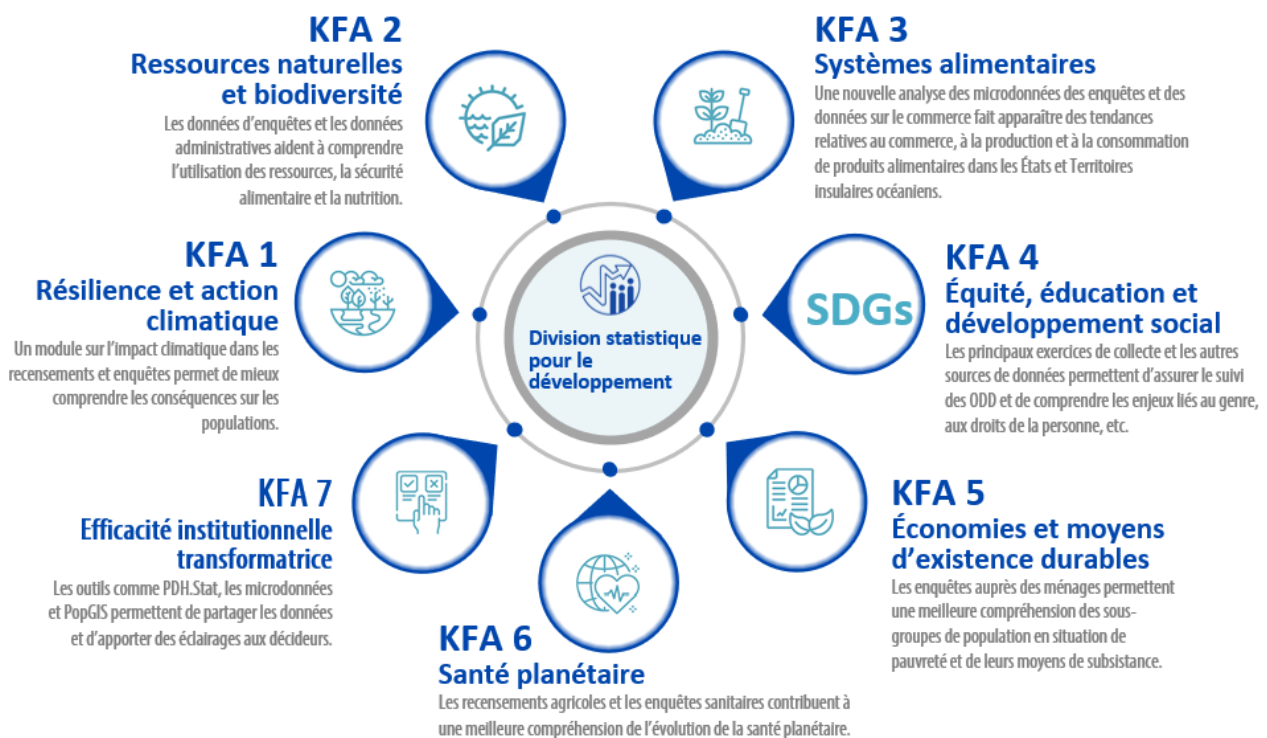 KFA 2
Ressources naturelles
et biodiversité
Les données d'enquêtes et les données
administratives aident à comprendre
l'utilisation des ressources, la sécurité
alimentaire et la nutrition.
KFA 3
Systèmes alimentaires
Une nouvelle analyse des microdonnées des enquêtes et des
données sur le commerce fait apparaître des tendances
relatives au commerce, à la production et à la consommation
de produits alimentaires dans les États et Territoires
insulaires océaniens.
KFA 1
Résilience et action
climatique
Un module sur l'impact climatique dans les
recensements et enquêtes permet de mieux
comprendre les conséquences sur les
populations.
Division statistique
pour le
développement
SDGs
KFA 4
Équité, éducation et
développement social
Les principaux exercices de collecte et les autres
sources de données permettent d'assurer le suivi
des ODD et de comprendre les enjeux liés au genre,
aux droits de la personne, etc.
KFA 7
Efficacité institutionnelle
transformatrice
Les outils comme PDH.Stat, les microdonnées
et PopGIS permettent de partager les données
et d'apporter des éclairages aux décideurs.
KFA 5
Économies et moyens
d'existence durables
Les enquêtes auprès des ménages permettent
une meilleure compréhension des sous-
groupes de population en situation de
pauvreté et de leurs moyens de subsistance.
KFA 6
Santé planétaire
Les recensements agricoles et les enquêtes sanitaires contribuent à
une meilleure compréhension de l'évolution de la santé planétaire.